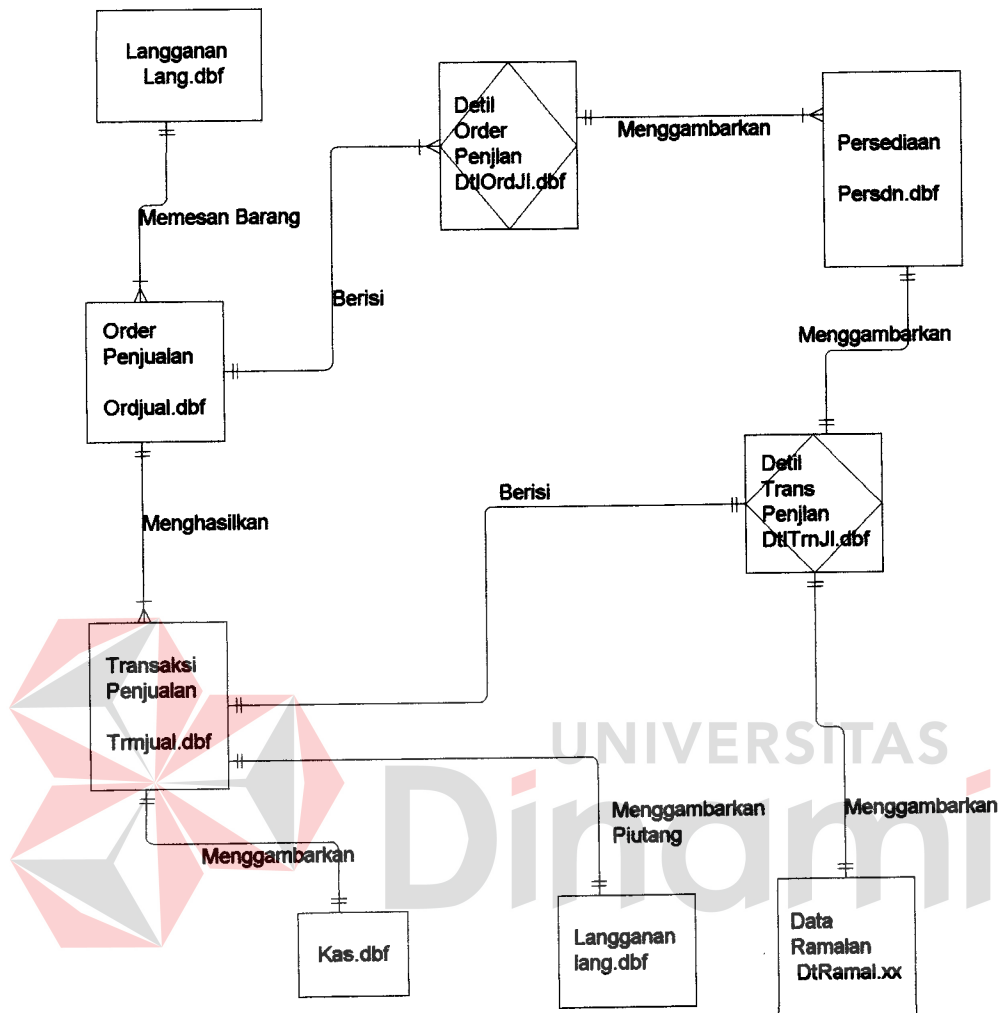 Langganan
Lang.dbf
Detil
Order
Penjlan
DtlOrdJl.dbf
Menggambarkan
Persediaan
Persdn.dbf
Memesan Barang
Berisi
Order
Penjualan
Ordjual.dbf
Menggambarkan
Menghasilkan
Berisi
Detil
Trans
Penjlan
DtlTrnJl.dbf
Transaksi
Penjualan
Trrnjual.dbf
UNIVERSITAS
Dinami
Menggambarkan
Menggambarkan
Piutang
Menggambarkan
Kas.dbf
Langganan
lang.dbf
Data
Ramalan
DtRamal.xx